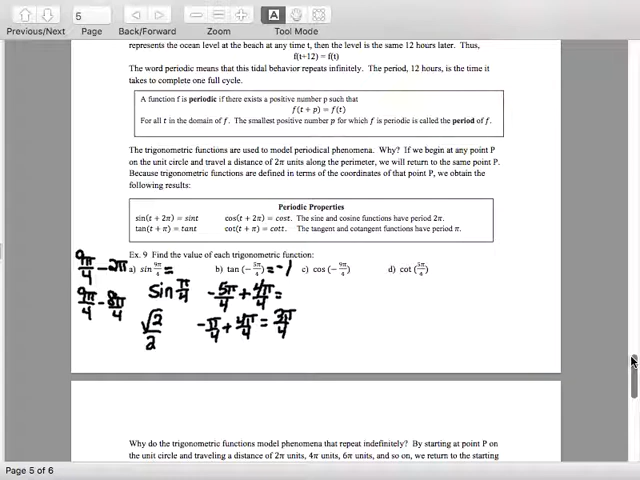 5
A
Previous/Next Page Back/Forward Zoom Tool Mode
represents the ocean level at the beach at any time t, then the level is the same 12 hours later. Thus,
f(t+12) = f(t)
The word periodic means that this tidal behavior repeats infinitely. The period, 12 hours, is the time it
takes to complete one full cycle.
A function f is periodic if there exists a positive number p such that
f(t + p) = f(t)
For all t in the domain of f. The smallest positive number p for which f is periodic is called the period of f.
The trigonometric functions are used to model periodical phenomena. Why? If we begin at any point P
on the unit circle and travel a distance of 2π units along the perimeter, we will return to the same point P.
Because trigonometric functions are defined in terms of the coordinates of that point P, we obtain the
following results:
Periodic Properties
sin(t + 2π) = sint cos(t + 2π) = cost. The sine and cosine functions have period 2π.
tan(t + π) = tant cot(t + π) = cott. The tangent and cotangent functions have period π.
Ex. 9 Find the value of each trigonometric function:
9π/4 - 2π a) sin 9π/4 = b) tan (-5π/4) = -1 c) cos(-9π/4) d) cot(5π/4)
9π/4 - 8π/4 sin π/4 -5π/4 + 4π/4 =
√2/2 -π/4 + 4π/4 = 3π/4
Why do the trigonometric functions model phenomena that repeat indefinitely? By starting at point P on
the unit circle and traveling a distance of 2π units, 4π units, 6π units, and so on, we return to the starting
Page 5 of 6